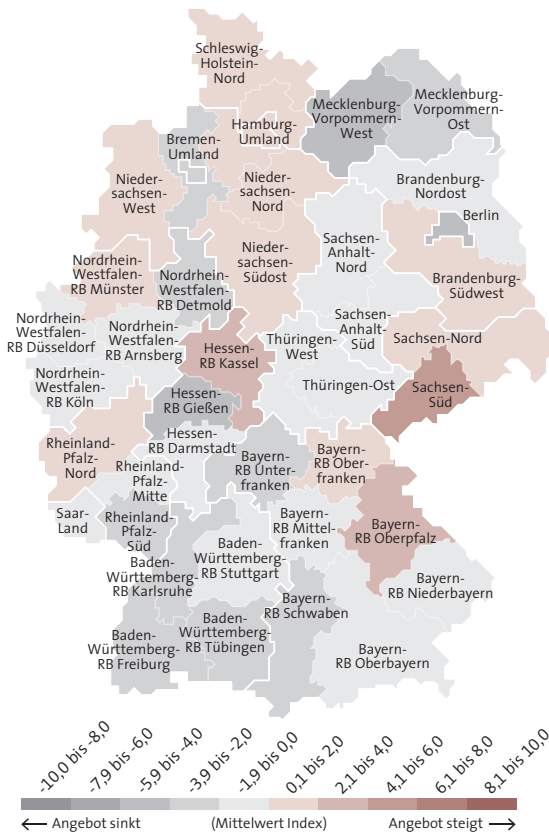 Schleswig-
Holstein-
Nord
Mecklenburg-
Vorpommern-
West
Mecklenburg-
Vorpommern-
Ost
Hamburg-
Umland
Bremen-
Umland
Nieder-
sachsen-
West
Nieder-
sachsen-
Nord
Brandenburg-
Nordost
Berlin
Nieder-
sachsen-
Südost
Sachsen-
Anhalt-
Nord
Brandenburg-
Südwest
Nordrhein-
Westfalen-
RB Münster
Nordrhein-
Westfalen-
RB Detmold
Nordrhein-
Westfalen-
RB Düsseldorf
Nordrhein-
Westfalen-
RB Arnsberg
Hessen-
RB Kassel
Thüringen-
West
Sachsen-
Anhalt-
Süd
Sachsen-Nord
Nordrhein-
Westfalen-
RB Köln
Hessen-
RB Gießen
Thüringen-Ost
Sachsen-
Süd
Rheinland-
Pfalz-
Nord
Hessen-
RB Darmstadt
Rheinland-
Pfalz-
Mitte
Bayern-
RB Unter-
franken
Bayern-
RB Ober-
franken
Saar-
Land
Rheinland-
Pfalz-
Süd
Bayern-
RB Mittel-
franken
Bayern-
RB Oberpfalz
Baden-
Württemberg-
RB Stuttgart
Baden-
Württemberg-
RB Karlsruhe
Bayern-
RB Schwaben
Bayern-
RB Niederbayern
Baden-
Württemberg-
RB Freiburg
Baden-
Württemberg-
RB Tübingen
Bayern-
RB Oberbayern
-10,0 bis -8,0
-7,9 bis -6,0
-5,9 bis -4,0
-3,9 bis -2,0
-1,9 bis 0,0
0,1 bis 2,0
2,1 bis 4,0
4,1 bis 6,0
6,1 bis 8,0
8,1 bis 10,0
← Angebot sinkt (Mittelwert Index) Angebot steigt →